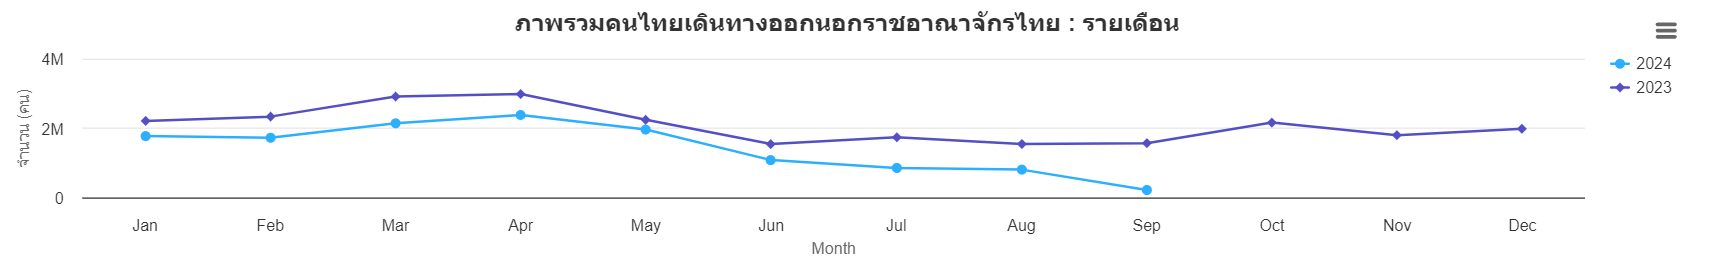 ภาพรวมคนไทยเดินทางออกนอกราชอาณาจักรไทย : รายเดือน
2024
2023
จำนวน (คน)
4M
2M
0
Jan Feb Mar Apr May Jun Jul Aug Sep Oct Nov Dec
Month